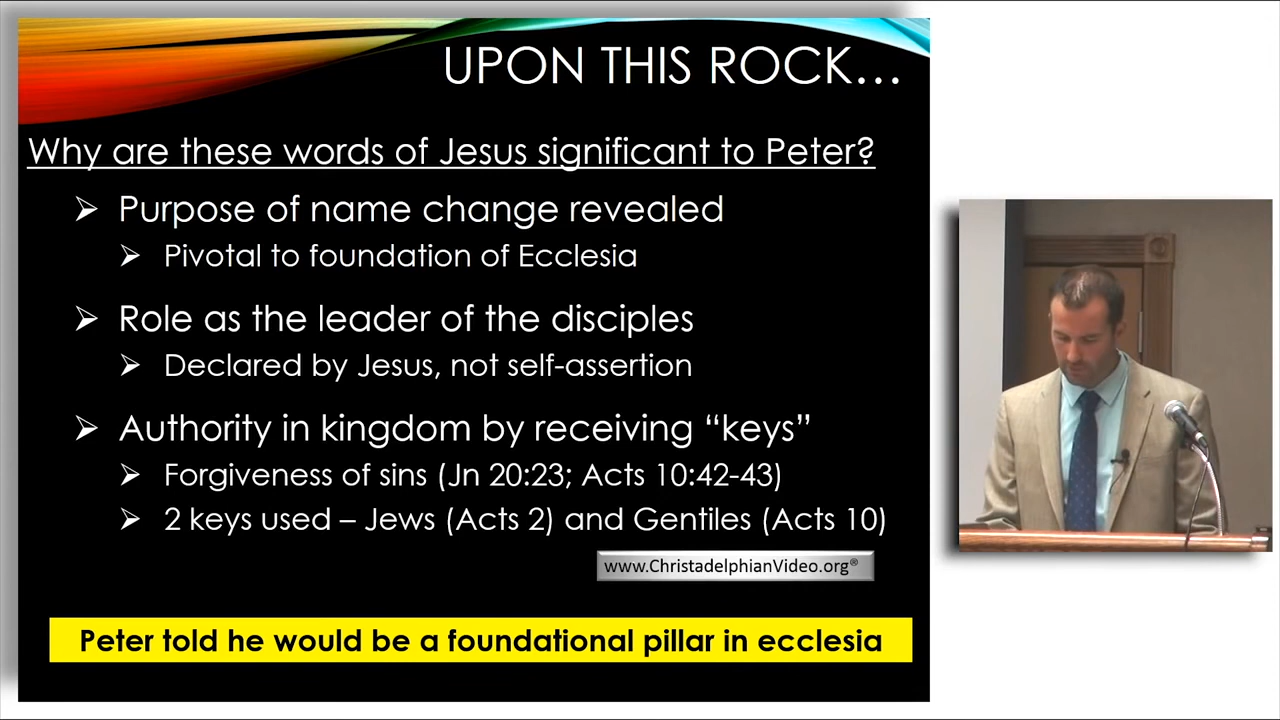 UPON THIS ROCK…
Why are these words of Jesus significant to Peter?
Purpose of name change revealed
Pivotal to foundation of Ecclesia
Role as the leader of the disciples
Declared by Jesus, not self-assertion
Authority in kingdom by receiving “keys”
Forgiveness of sins (Jn 20:23; Acts 10:42-43)
2 keys used – Jews (Acts 2) and Gentiles (Acts 10)
www.ChristadelphianVideo.org®
Peter told he would be a foundational pillar in ecclesia